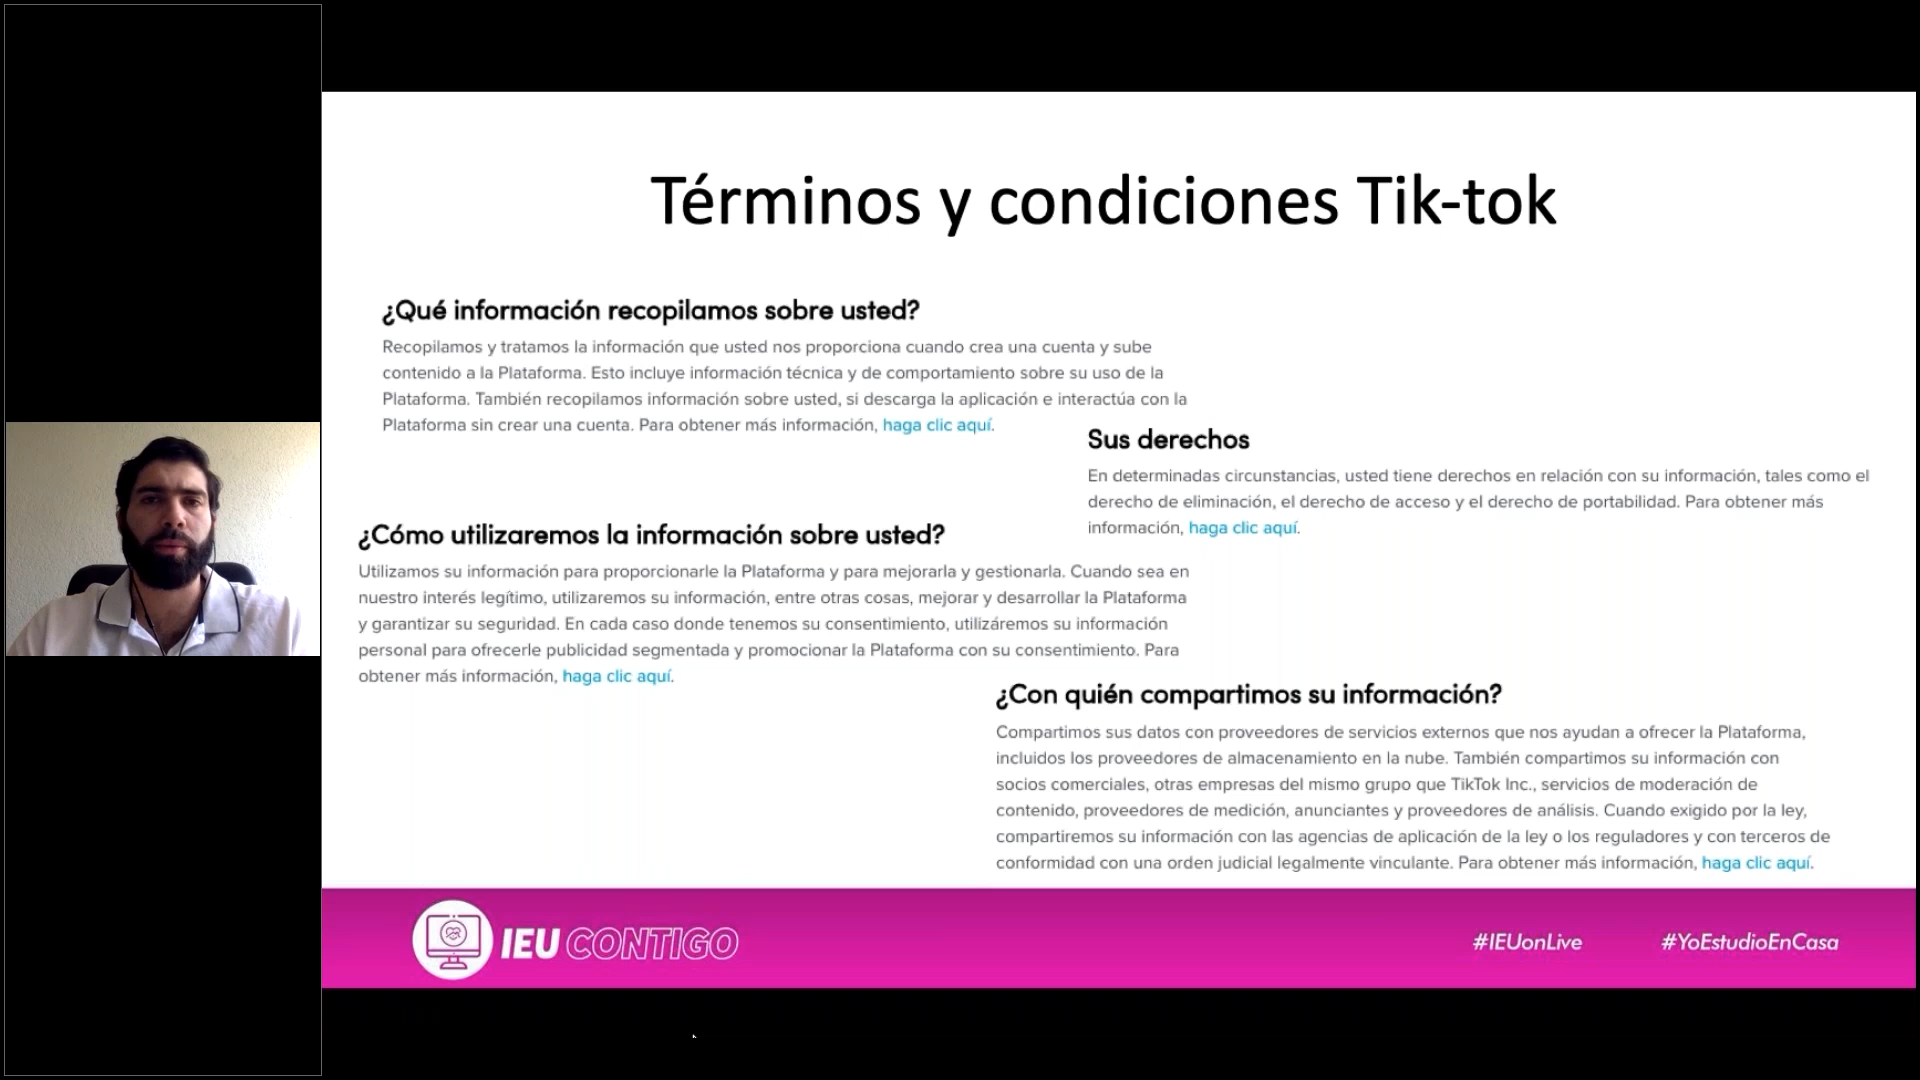 Términos y condiciones Tik-tok
¿Qué información recopilamos sobre usted?
Recopilamos y tratamos la información que usted nos proporciona cuando crea una cuenta y sube
contenido a la Plataforma. Esto incluye información técnica y de comportamiento sobre su uso de la
Plataforma. También recopilamos información sobre usted, si descarga la aplicación e interactúa con la
Plataforma sin crear una cuenta. Para obtener más información, haga clic aquí.
Sus derechos
En determinadas circunstancias, usted tiene derechos en relación con su información, tales como el
derecho de eliminación, el derecho de acceso y el derecho de portabilidad. Para obtener más
información, haga clic aquí.
¿Cómo utilizaremos la información sobre usted?
Utilizamos su información para proporcionarle la Plataforma y para mejorarla y gestionarla. Cuando sea en
nuestro interés legítimo, utilizaremos su información, entre otras cosas, mejorar y desarrollar la Plataforma
y garantizar su seguridad. En cada caso donde tenemos su consentimiento, utilizáremos su información
personal para ofrecerle publicidad segmentada y promocionar la Plataforma con su consentimiento. Para
obtener más información, haga clic aquí.
¿Con quién compartimos su información?
Compartimos sus datos con proveedores de servicios externos que nos ayudan a ofrecer la Plataforma,
incluidos los proveedores de almacenamiento en la nube. También compartimos su información con
socios comerciales, otras empresas del mismo grupo que TikTok Inc., servicios de moderación de
contenido, proveedores de medición, anunciantes y proveedores de análisis. Cuando exigido por la ley,
compartiremos su información con las agencias de aplicación de la ley o los reguladores y con terceros de
conformidad con una orden judicial legalmente vinculante. Para obtener más información, haga clic aquí.
IEU CONTIGO
#IEUonLive
#YoEstudioEnCasa